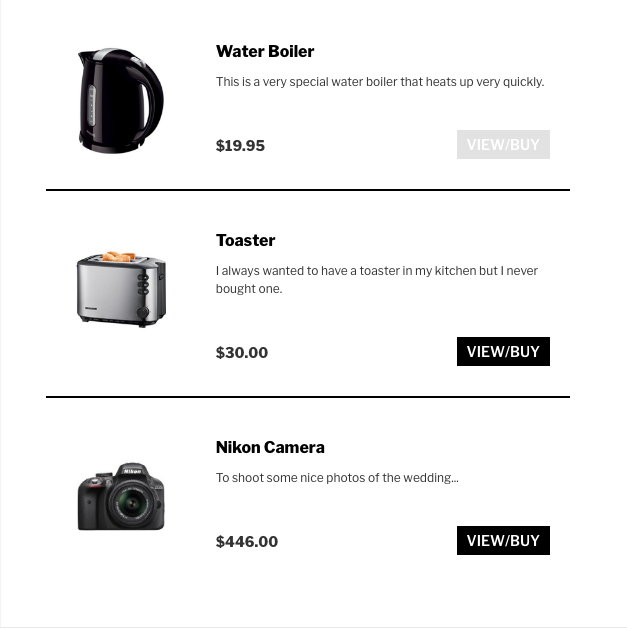 Water Boiler
This is a very special water boiler that heats up very quickly.
$19.95
VIEW/BUY
Toaster
I always wanted to have a toaster in my kitchen but I never
bought one.
$30.00
VIEW/BUY
Nikon Camera
Nikon
To shoot some nice photos of the wedding...
$446.00
VIEW/BUY